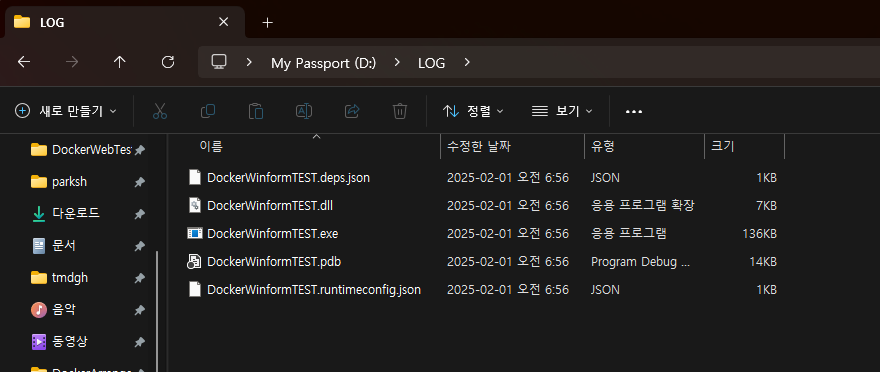 LOG
My Passport (D:) LOG
새로 만들기 정렬 보기
이름 수정한 날짜 유형 크기
DockerWebTes
parksh
다운로드
문서
tmdgh
음악
동영상
DockerWinformTEST.deps.json 2025-02-01 오전 6:56 JSON 1KB
DockerWinformTEST.dll 2025-02-01 오전 6:56 응용 프로그램 확장 7KB
DockerWinformTEST.exe 2025-02-01 오전 6:56 응용 프로그램 136KB
DockerWinformTEST.pdb 2025-02-01 오전 6:56 Program Debug ... 14KB
DockerWinformTEST.runtimeconfig.json 2025-02-01 오전 6:56 JSON 1KB